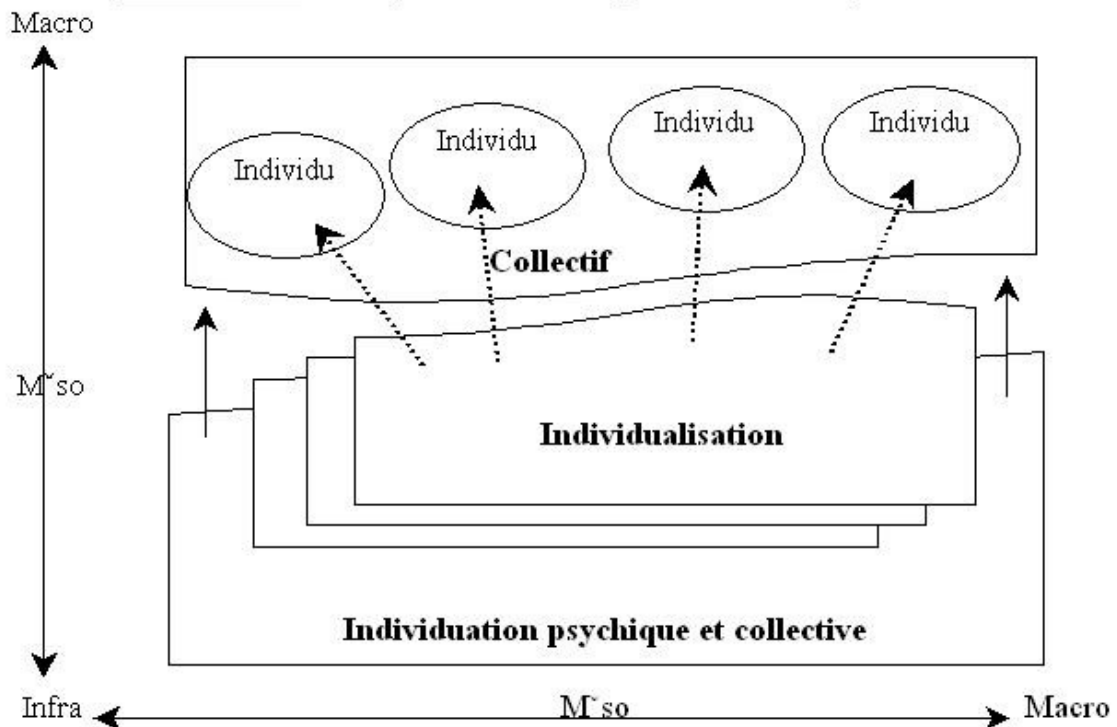 Macro
Individu
Individu
Individu
Individu
Collectif
M˜so
Individualisation
Individuation psychique et collective
Infra
M˜so
Macro